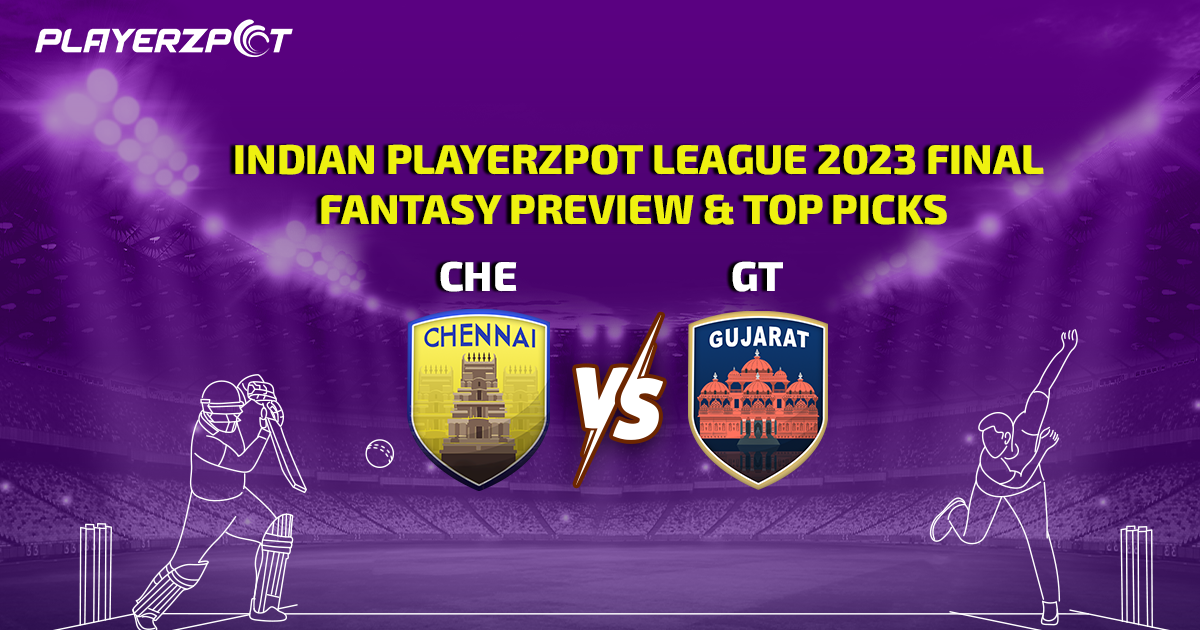 PLAYERZPOT
INDIAN PLAYERZPOT LEAGUE 2023 FINAL
FANTASY PREVIEW & TOP PICKS
CHE
GT
CHENNAI
VS
GUJARAT